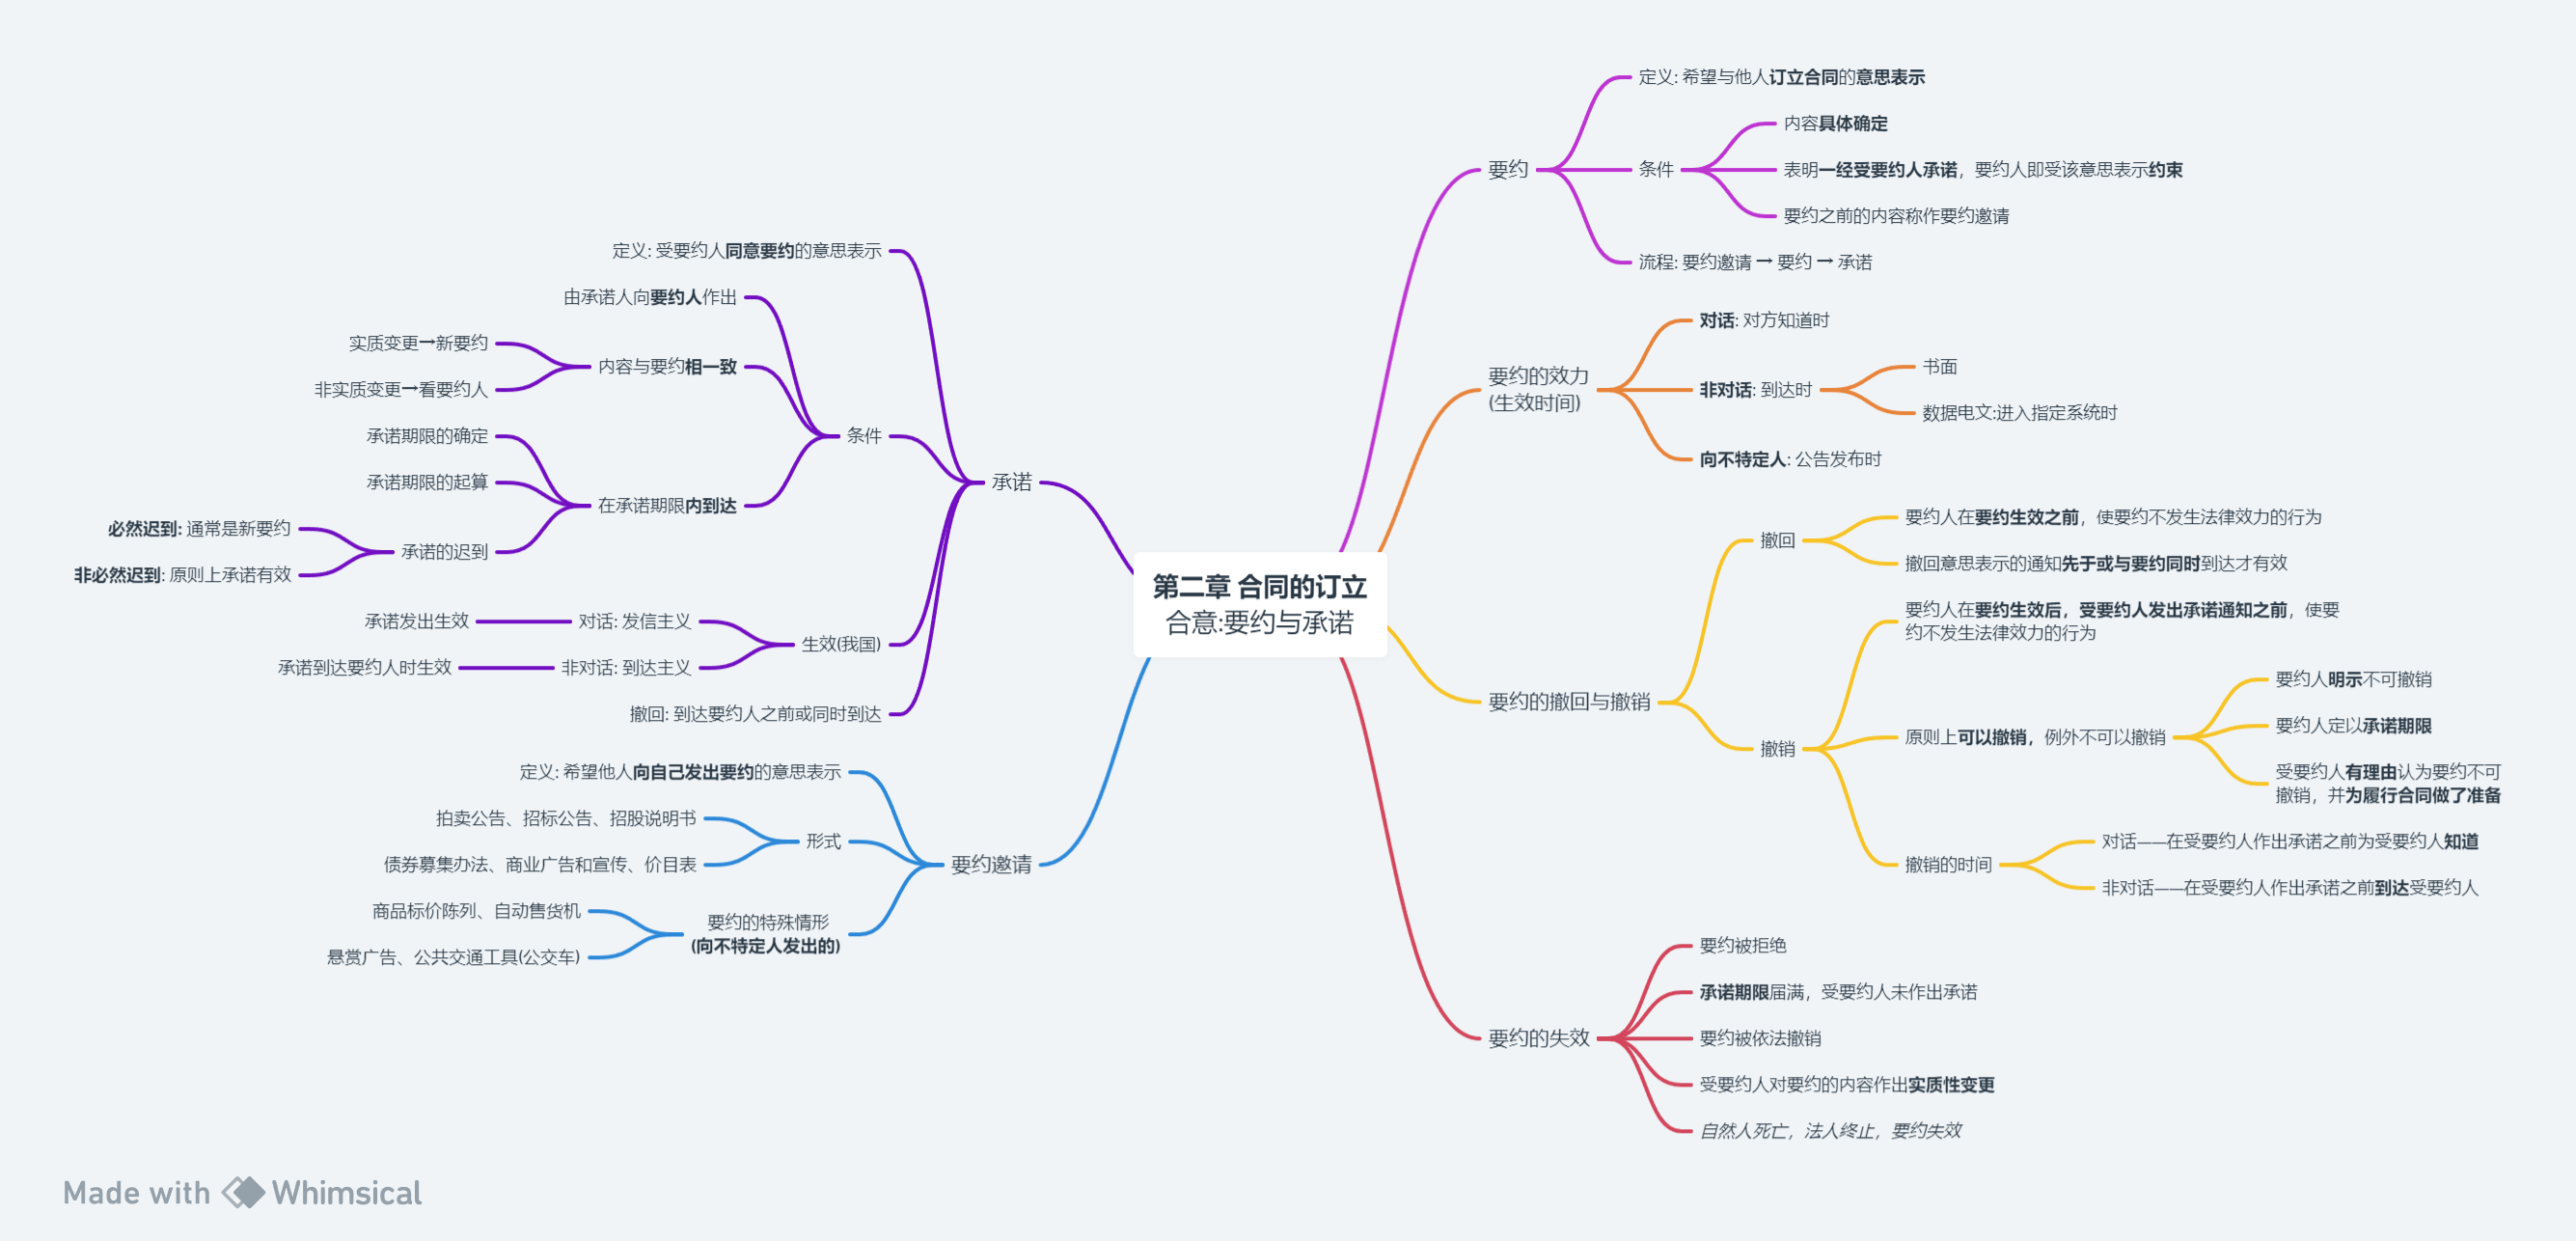 第二章 合同的订立
合意:要约与承诺
要约
定义: 希望与他人订立合同的意思表示
条件
内容具体确定
表明一经受要约人承诺，要约人即受该意思表示约束
要约之前的内容称作要约邀请
流程: 要约邀请 → 要约 → 承诺
要约的效力
(生效时间)
对话: 对方知道时
非对话: 到达时
书面
数据电文:进入指定系统时
向不特定人: 公告发布时
要约的撤回与撤销
撤回
要约人在要约生效之前，使要约不发生法律效力的行为
撤回意思表示的通知先于或与要约同时到达才有效
撤销
要约人在要约生效后，受要约人发出承诺通知之前，使要
约不发生法律效力的行为
原则上可以撤销，例外不可以撤销
要约人明示不可撤销
要约人定以承诺期限
受要约人有理由认为要约不可
撤销，并为履行合同做了准备
撤销的时间
对话——在受要约人作出承诺之前为受要约人知道
非对话——在受要约人作出承诺之前到达受要约人
要约的失效
要约被拒绝
承诺期限届满，受要约人未作出承诺
要约被依法撤销
受要约人对要约的内容作出实质性变更
自然人死亡，法人终止，要约失效
承诺
定义: 受要约人同意要约的意思表示
条件
由承诺人向要约人作出
内容与要约相一致
实质变更→新要约
非实质变更→看要约人
在承诺期限内到达
承诺期限的确定
承诺期限的起算
承诺的迟到
必然迟到: 通常是新要约
非必然迟到: 原则上承诺有效
生效(我国)
对话: 发信主义
承诺发出生效
非对话: 到达主义
承诺到达要约人时生效
撤回: 到达要约人之前或同时到达
要约邀请
定义: 希望他人向自己发出要约的意思表示
形式
拍卖公告、招标公告、招股说明书
债券募集办法、商业广告和宣传、价目表
要约的特殊情形
(向不特定人发出的)
商品标价陈列、自动售货机
悬赏广告、公共交通工具(公交车)
Made with Whimsical